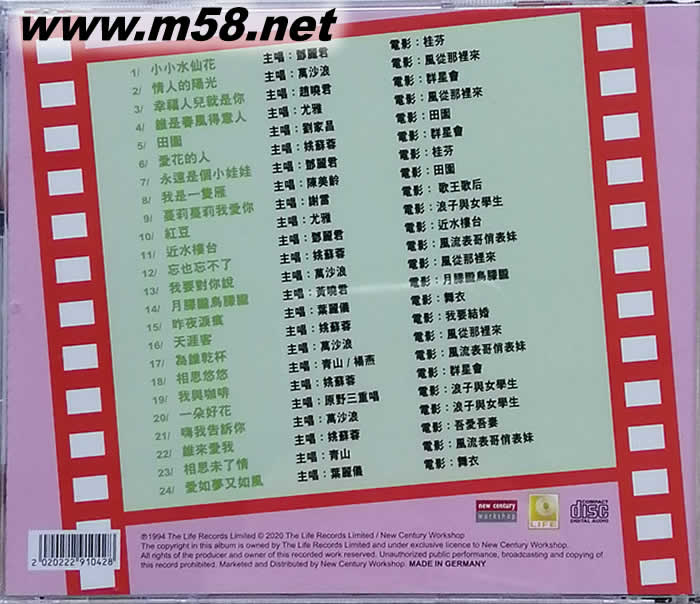 www.m58.net
1/ 小小水仙花 主唱：鄧麗君 電影：桂芬
2/ 情人的陽光 主唱：萬沙浪 電影：風從那裡來
3/ 幸福人兒就是你 主唱：趙曉君 電影：群星會
4/ 誰是春風得意人 主唱：尤雅 電影：風從那裡來
5/ 田園 主唱：劉家昌 電影：田園
6/ 愛花的人 主唱：姚蘇蓉 電影：群星會
7/ 永遠是個小娃娃 主唱：鄧麗君 電影：桂芬
8/ 我是一隻雁 主唱：陳美齡 電影：田園
9/ 蔓莉蔓莉我愛你 主唱：謝雷 電影：歌王歌后
10/ 紅豆 主唱：尤雅 電影：浪子與女學生
11/ 近水樓台 主唱：鄧麗君 電影：近水樓台
12/ 忘也忘不了 主唱：姚蘇蓉 電影：風流表哥俏表妹
13/ 我要對你說 主唱：萬沙浪 電影：風從那裡來
14/ 月朦朧鳥朦朧 主唱：黃曉君 電影：月朦朧鳥朦朧
15/ 昨夜淚痕 主唱：葉麗儀 電影：舞衣
16/ 天涯客 主唱：姚蘇蓉 電影：我要結婚
17/ 為誰乾杯 主唱：萬沙浪 電影：風從那裡來
18/ 相思悠悠 主唱：青山 / 楊燕 電影：風流表哥俏表妹
19/ 我與咖啡 主唱：姚蘇蓉 電影：群星會
20/ 一朵好花 主唱：原野三重唱 電影：浪子與女學生
21/ 嗨我告訴你 主唱：萬沙浪 電影：浪子與女學生
22/ 誰來愛我 主唱：姚蘇蓉 電影：吾愛吾妻
23/ 相思未了情 主唱：青山 電影：風流表哥俏表妹
24/ 愛如夢又如風 主唱：葉麗儀 電影：舞衣
new century
workshop
LIFE
COMPACT
disc
DIGITAL AUDIO
2 020222 910428
℗1994 The Life Records Limited © 2020 The Life Records Limited / New Century Workshop
The copyright in this album is owned by The Life Records Limited and under exclusive licence to New Century Workshop.
All rights of the producer and owner of this recorded work reserved. Unauthorized public performance, broadcasting and copying of
this record prohibited. Marketed and Distributed by New Century Workshop. MADE IN GERMANY